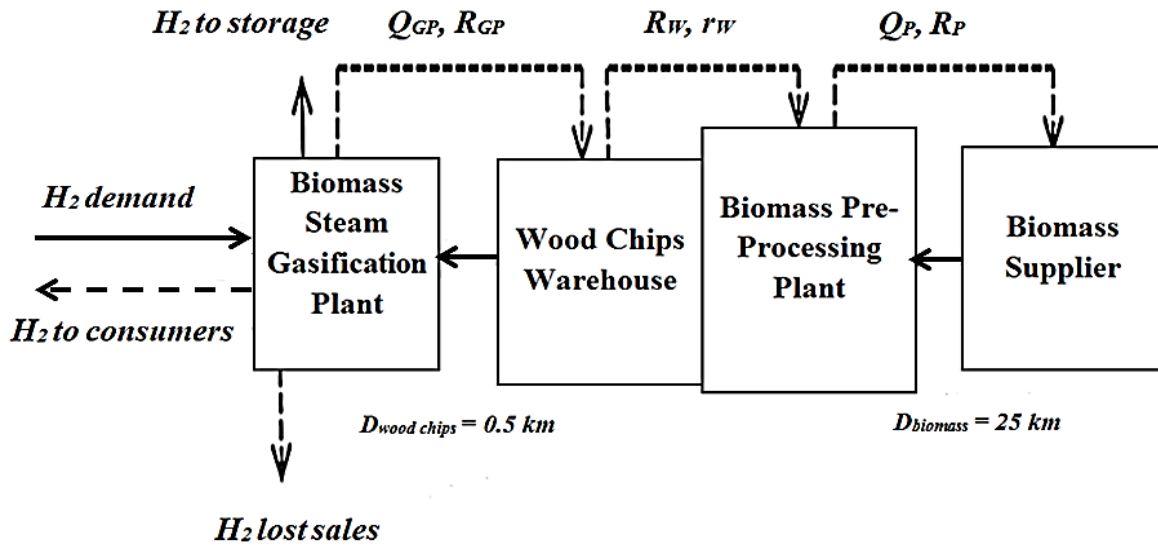 H2 to storage
QGP, RGP
RW, rW
QP, RP
H2 demand
H2 to consumers
Biomass
Steam
Gasification
Plant
Wood Chips
Warehouse
Biomass Pre-
Processing
Plant
Biomass
Supplier
Dwood chips = 0.5 km
Dbiomass = 25 km
H2 lost sales